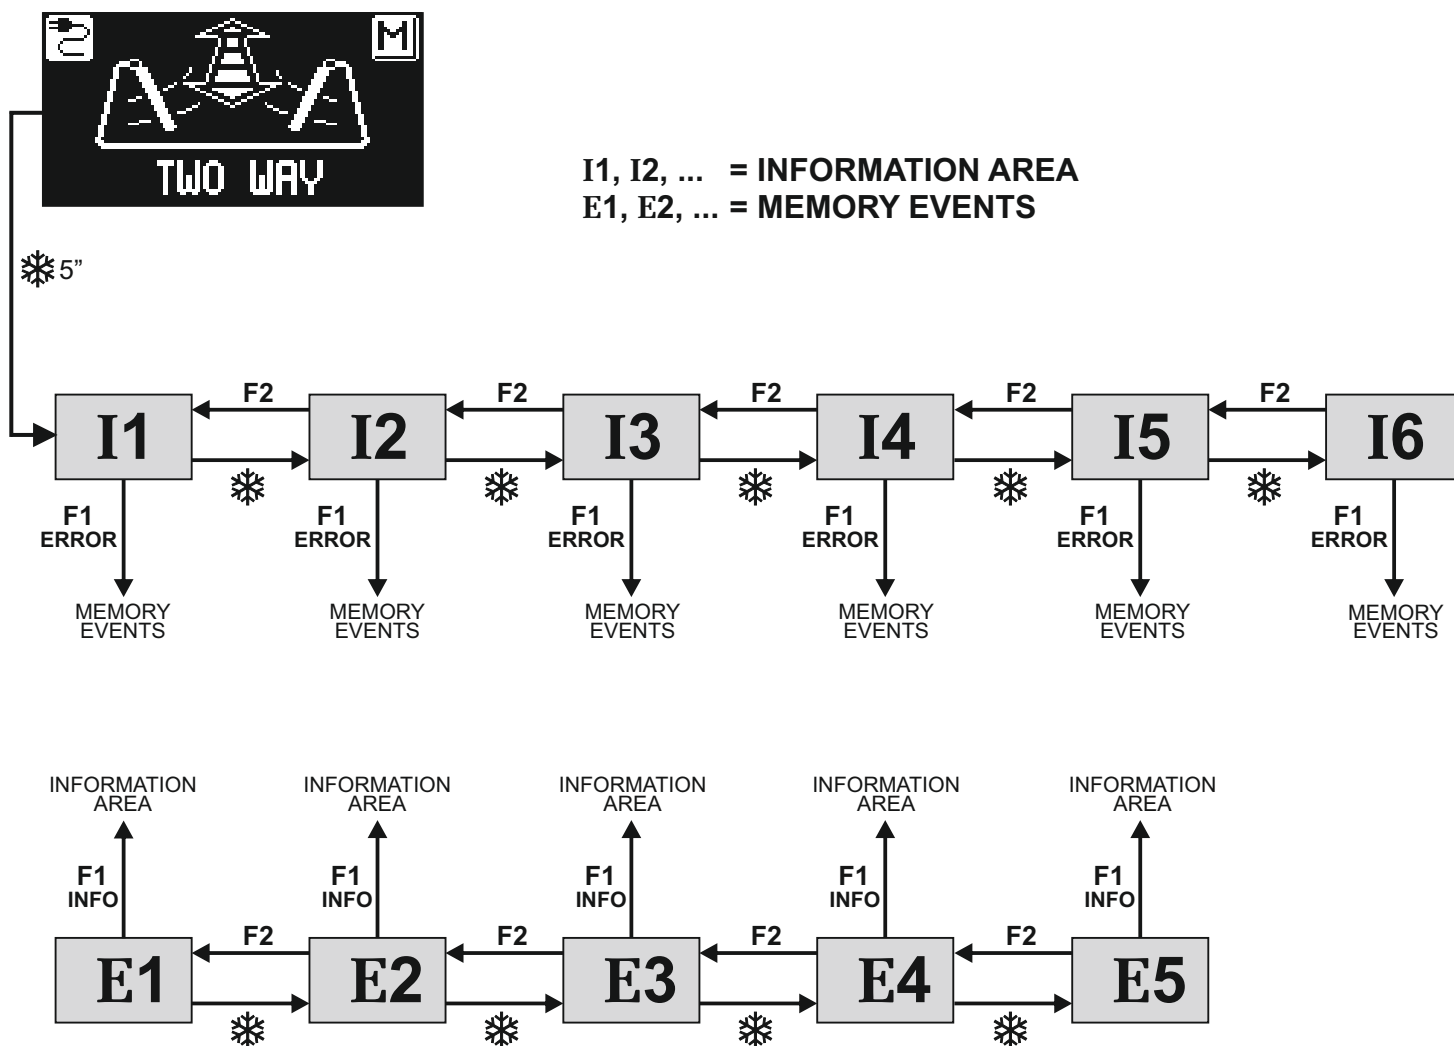 M
TWO WAY
I1, I2, ... = INFORMATION AREA
E1, E2, ... = MEMORY EVENTS
5”
F2 F2 F2 F2 F2
I1 I2 I3 I4 I5 I6
F1 F1 F1 F1 F1 F1
ERROR ERROR ERROR ERROR ERROR ERROR
MEMORY MEMORY MEMORY MEMORY MEMORY MEMORY
EVENTS EVENTS EVENTS EVENTS EVENTS EVENTS
INFORMATION INFORMATION INFORMATION INFORMATION INFORMATION
AREA AREA AREA AREA AREA
F1 F1 F1 F1 F1
INFO INFO INFO INFO INFO
F2 F2 F2 F2
E1 E2 E3 E4 E5